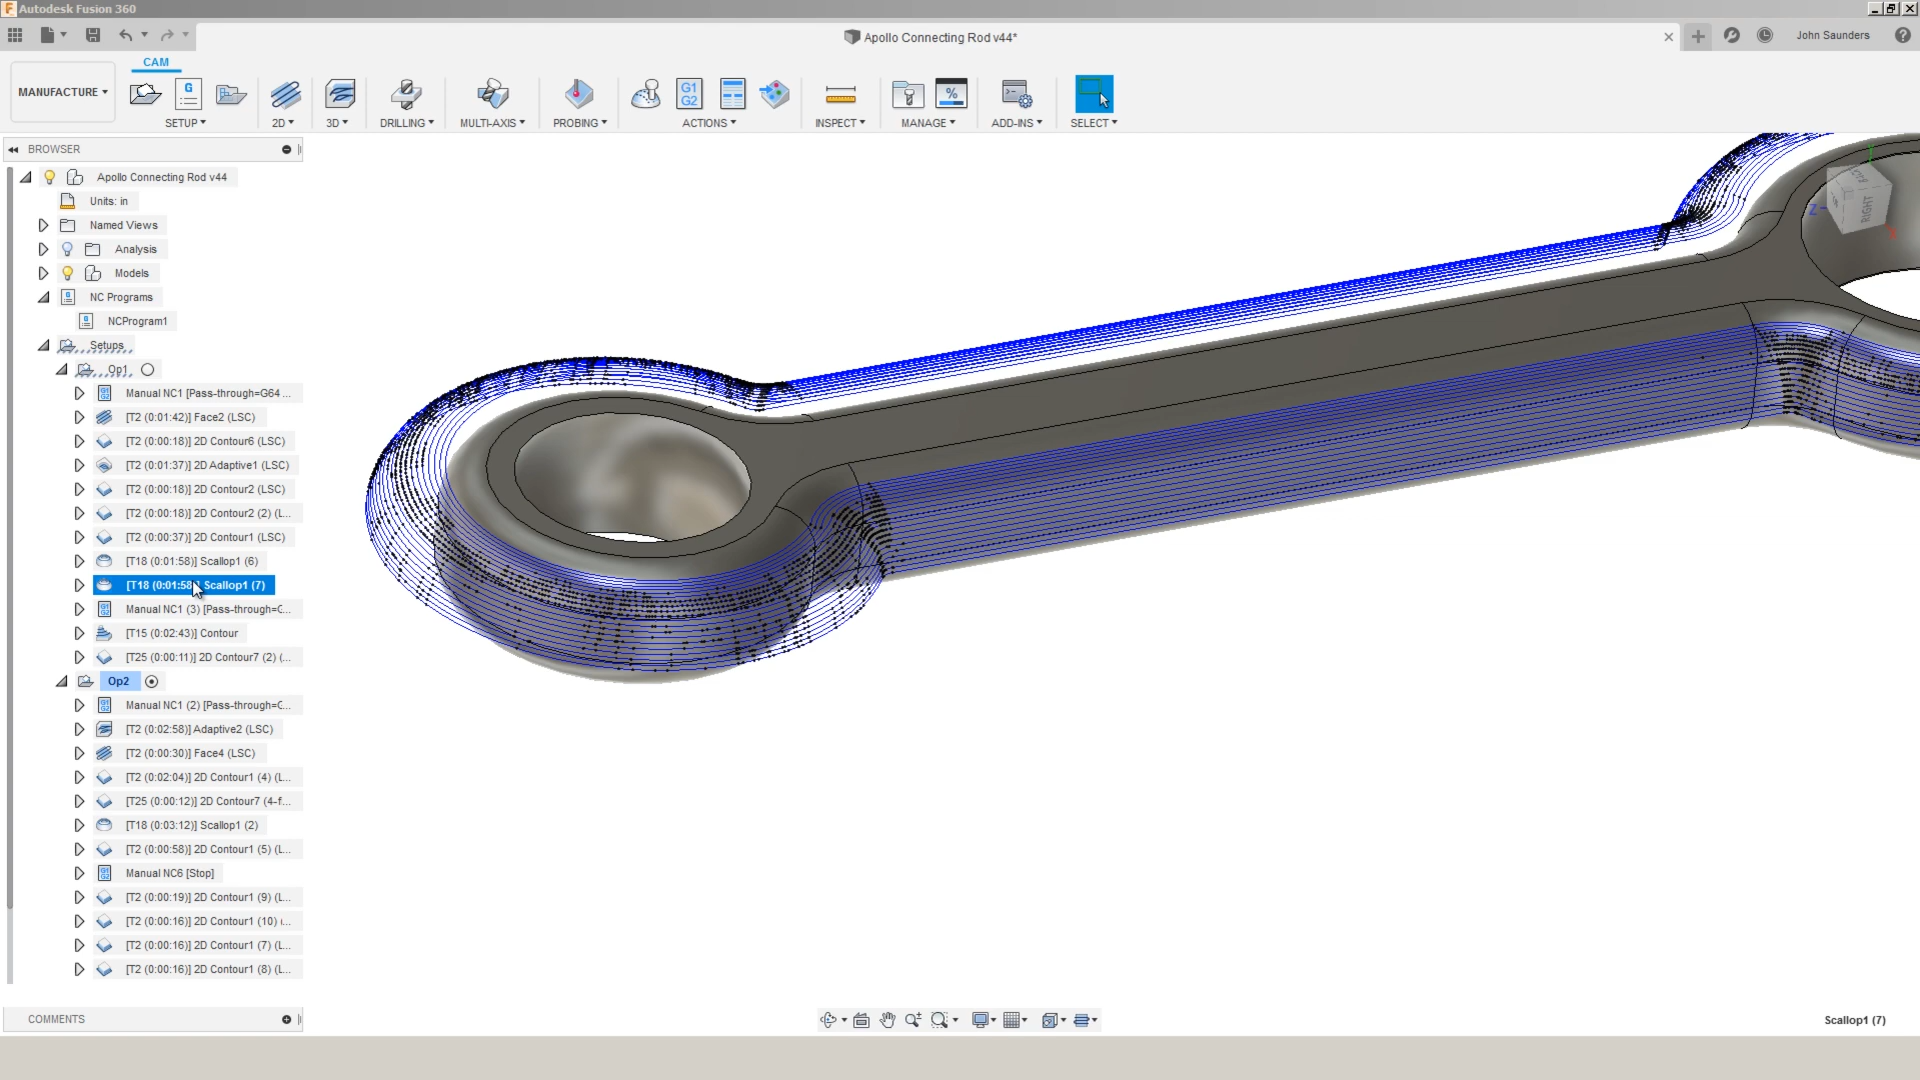 Autodesk Fusion 360
Apollo Connecting Rod v44*
John Saunders
CAM
MANUFACTURE
G
G1
G2
%
SETUP
2D
3D
DRILLING
MULTI-AXIS
PROBING
ACTIONS
INSPECT
MANAGE
ADD-INS
SELECT
BROWSER
Apollo Connecting Rod v44
Units: in
Named Views
Analysis
Models
NC Programs
NCProgram1
Setups
Op1
Manual NC1 [Pass-through=G64 ...
[T2 (0:01:42)] Face2 (LSC)
[T2 (0:00:18)] 2D Contour6 (LSC)
[T2 (0:01:37)] 2D Adaptive1 (LSC)
[T2 (0:00:18)] 2D Contour2 (LSC)
[T2 (0:00:18)] 2D Contour2 (2) (L...
[T2 (0:00:37)] 2D Contour1 (LSC)
[T18 (0:01:58)] Scallop1 (6)
[T18 (0:01:58)] Scallop1 (7)
Manual NC1 (3) [Pass-through=G...
[T15 (0:02:43)] Contour
[T25 (0:00:11)] 2D Contour7 (2) (...
Op2
Manual NC1 (2) [Pass-through=G...
[T2 (0:02:58)] Adaptive2 (LSC)
[T2 (0:00:30)] Face4 (LSC)
[T2 (0:02:04)] 2D Contour1 (4) (L...
[T25 (0:00:12)] 2D Contour7 (4-f...
[T18 (0:03:12)] Scallop1 (2)
[T2 (0:00:58)] 2D Contour1 (5) (L...
Manual NC6 [Stop]
[T2 (0:00:19)] 2D Contour1 (9) (L...
[T2 (0:00:16)] 2D Contour1 (10) (...
[T2 (0:00:16)] 2D Contour1 (7) (L...
[T2 (0:00:16)] 2D Contour1 (8) (L...
COMMENTS
Y
BACK
Z
RIGHT
X
Scallop1 (7)